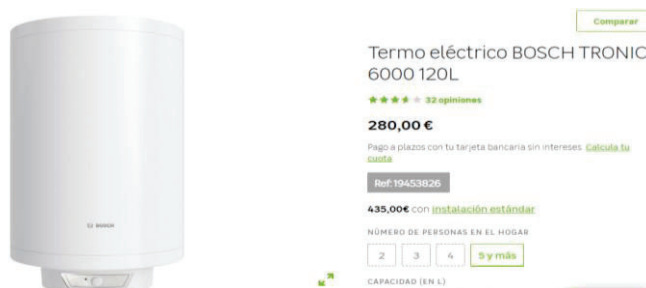 Comparar
Termo eléctrico BOSCH TRONIC
6000 120L
32 opiniones
280,00 €
Pago a plazos con tu tarjeta bancaria sin intereses. Calcula tu
cuota
Ref:19453826
435,00€ con instalación estándar
NÚMERO DE PERSONAS EN EL HOGAR
2 3 4 5 y más
CAPACIDAD (EN L)
BOSCH